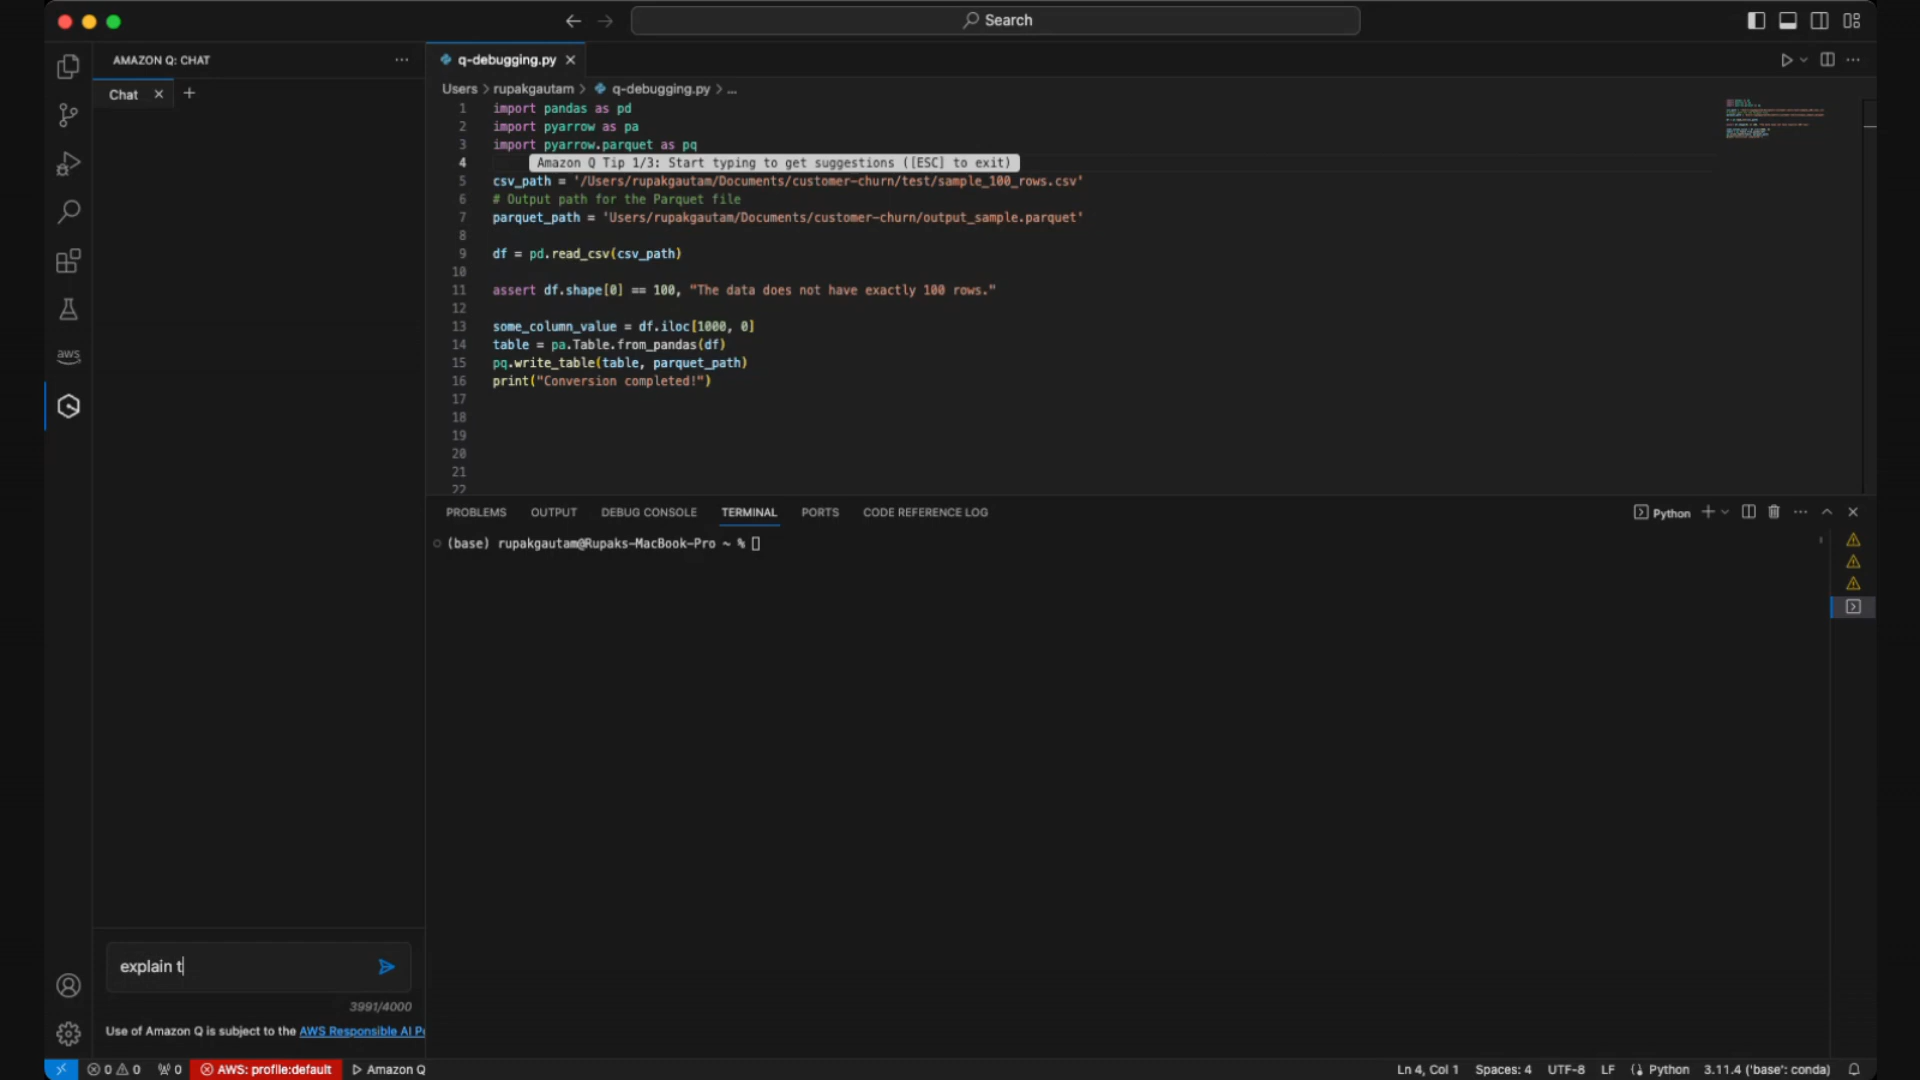 Search
AMAZON Q: CHAT
Chat
q-debugging.py
Users > rupakgautam > q-debugging.py > ...
1 import pandas as pd
2 import pyarrow as pa
3 import pyarrow.parquet as pq
4 Amazon Q Tip 1/3: Start typing to get suggestions ([ESC] to exit)
5 csv_path = '/Users/rupakgautam/Documents/customer-churn/test/sample_100_rows.csv'
6 # Output path for the Parquet file
7 parquet_path = 'Users/rupakgautam/Documents/customer-churn/output_sample.parquet'
8
9 df = pd.read_csv(csv_path)
10
11 assert df.shape[0] == 100, "The data does not have exactly 100 rows."
12
13 some_column_value = df.iloc[1000, 0]
14 table = pa.Table.from_pandas(df)
15 pq.write_table(table, parquet_path)
16 print("Conversion completed!")
17
18
19
20
21
22
PROBLEMS OUTPUT DEBUG CONSOLE TERMINAL PORTS CODE REFERENCE LOG
Python
(base) rupakgautam@Rupaks-MacBook-Pro ~ %
aws
explain t
3991/4000
Use of Amazon Q is subject to the AWS Responsible AI P
0 0 0 AWS: profile:default Amazon Q
Ln 4, Col 1 Spaces: 4 UTF-8 LF Python 3.11.4 ('base': conda)